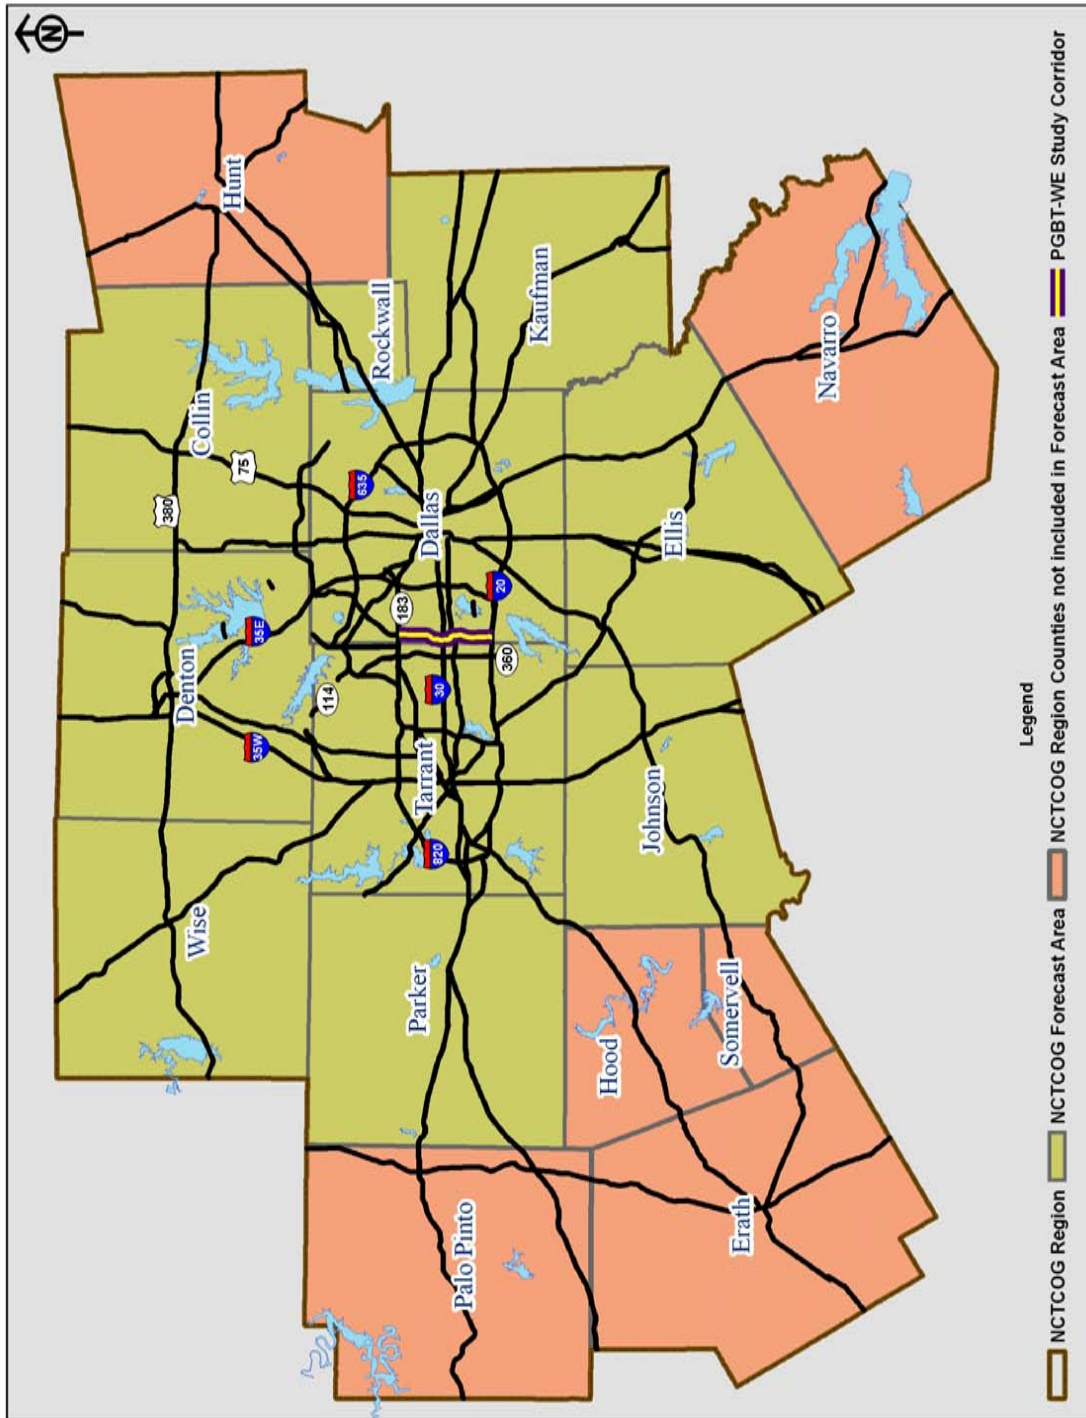 N
Hunt
Collin
380
75
Rockwall
Kaufman
Denton
35E
35W
114
635
Dallas
183
20
30
360
Tarrant
820
Wise
Parker
Ellis
Navarro
Johnson
Hood
Somervell
Palo Pinto
Erath
Legend
NCTCOG Region
NCTCOG Forecast Area
NCTCOG Region Counties not included in Forecast Area
PGBT-WE Study Corridor